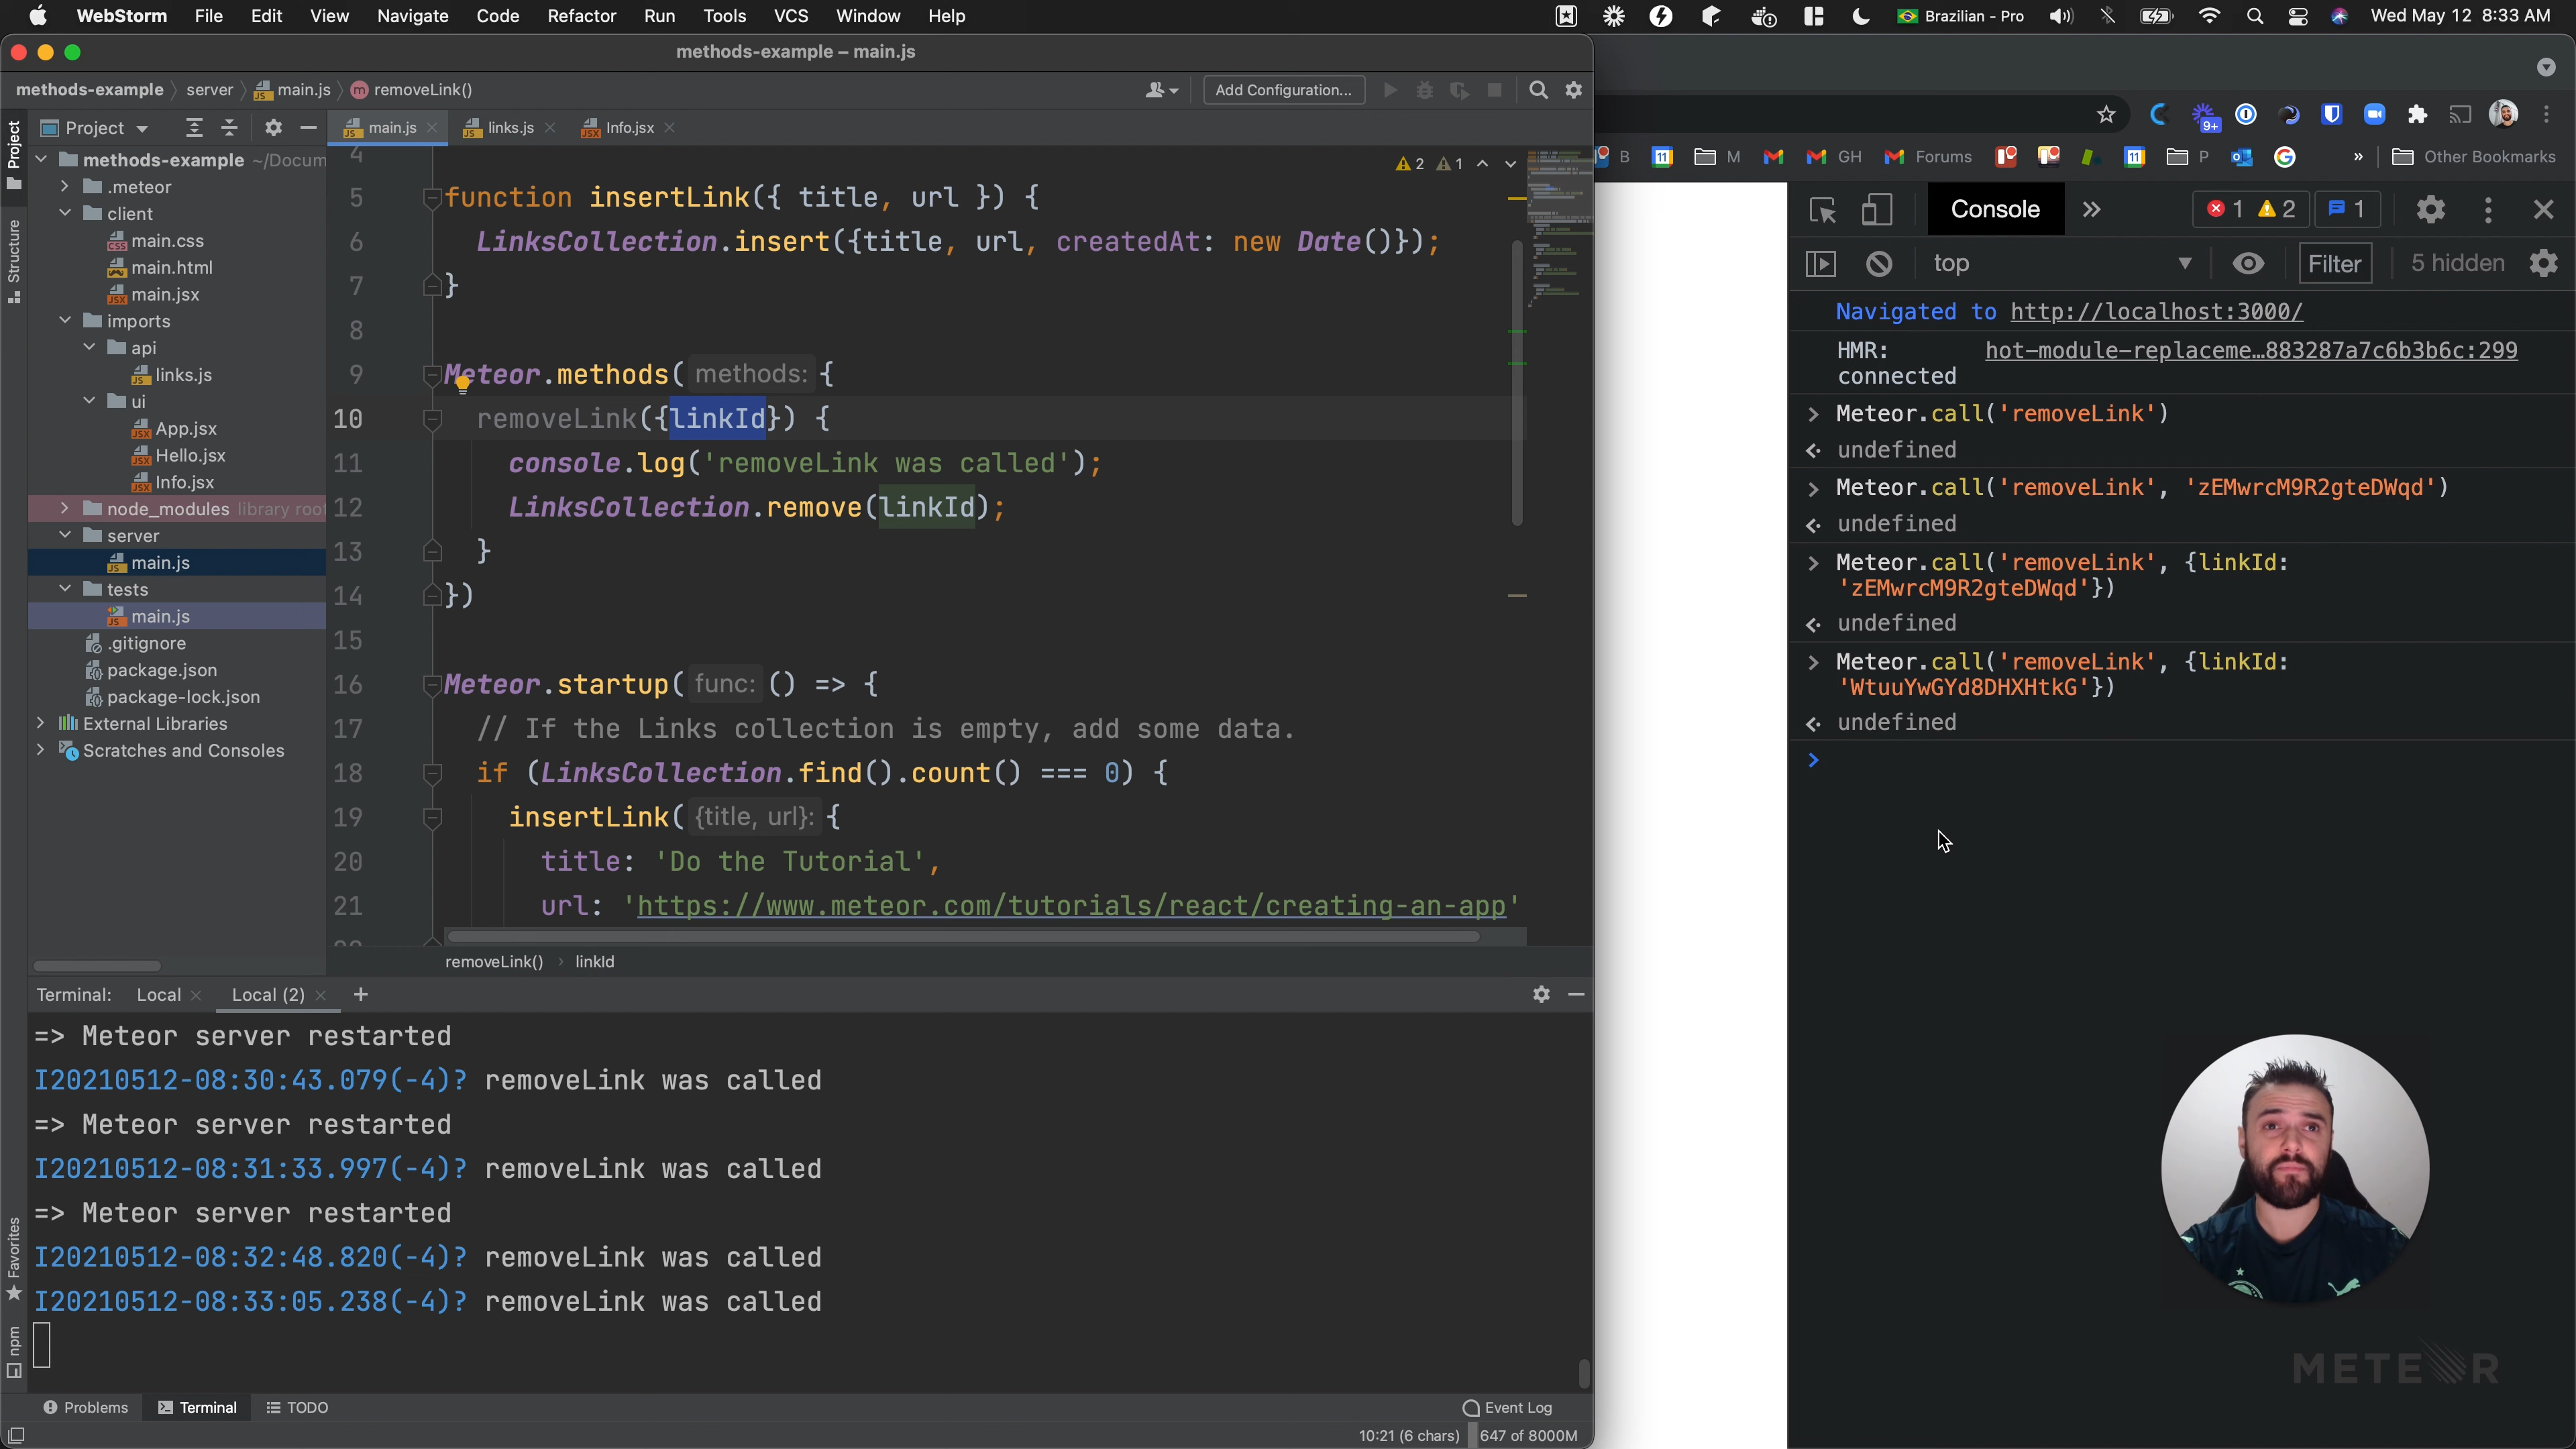 WebStorm File Edit View Navigate Code Refactor Run Tools VCS Window Help
Brazilian - Pro Wed May 12 8:33 AM
methods-example – main.js
methods-example server main.js removeLink()
Add Configuration...
Project
main.js links.js Info.jsx
methods-example ~/Docum
.meteor
client
main.css
main.html
main.jsx
imports
api
links.js
ui
App.jsx
Hello.jsx
Info.jsx
node_modules library root
server
main.js
tests
main.js
.gitignore
package.json
package-lock.json
External Libraries
Scratches and Consoles
Project
Structure
Favorites
npm
2 1
4
5 function insertLink({ title, url }) {
6 LinksCollection.insert({title, url, createdAt: new Date()});
7 }
8
9 Meteor.methods( methods: {
10 removeLink({linkId}) {
11 console.log('removeLink was called');
12 LinksCollection.remove(linkId);
13 }
14 })
15
16 Meteor.startup( func: () => {
17 // If the Links collection is empty, add some data.
18 if (LinksCollection.find().count() === 0) {
19 insertLink( {title, url}: {
20 title: 'Do the Tutorial',
21 url: 'https://www.meteor.com/tutorials/react/creating-an-app'
removeLink() linkId
Terminal: Local Local (2) +
=> Meteor server restarted
I20210512-08:30:43.079(-4)? removeLink was called
=> Meteor server restarted
I20210512-08:31:33.997(-4)? removeLink was called
=> Meteor server restarted
I20210512-08:32:48.820(-4)? removeLink was called
I20210512-08:33:05.238(-4)? removeLink was called
Problems Terminal TODO
Event Log
10:21 (6 chars) 647 of 8000M
9+
B 11 M GH Forums 11 P » Other Bookmarks
Console » 1 2 1
top Filter 5 hidden
Navigated to http://localhost:3000/
HMR: hot-module-replaceme…883287a7c6b3b6c:299
connected
> Meteor.call('removeLink')
undefined
> Meteor.call('removeLink', 'zEMwrcM9R2gteDWqd')
undefined
> Meteor.call('removeLink', {linkId:
'zEMwrcM9R2gteDWqd'})
undefined
> Meteor.call('removeLink', {linkId:
'WtuuYwGYd8DHXHtkG'})
undefined
>
METEOR